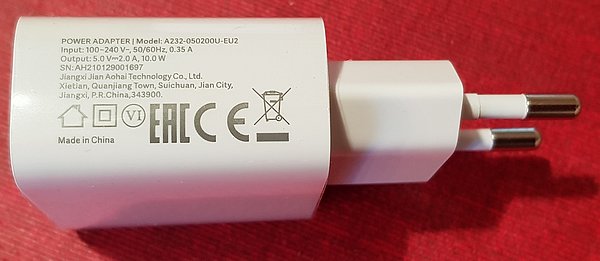 POWER ADAPTER | Model: A232-050200U-EU2
Input: 100-240 V~, 50/60Hz, 0.35 A
Output: 5.0 V⎓2.0 A, 10.0 W
SN:AH210129001697
Jiangxi Jian Aohai Technology Co., Ltd.
Xietian, Quanjiang Town, Suichuan, Jian City,
Jiangxi, P.R.China,343900.
VI EAC CE
Made in China